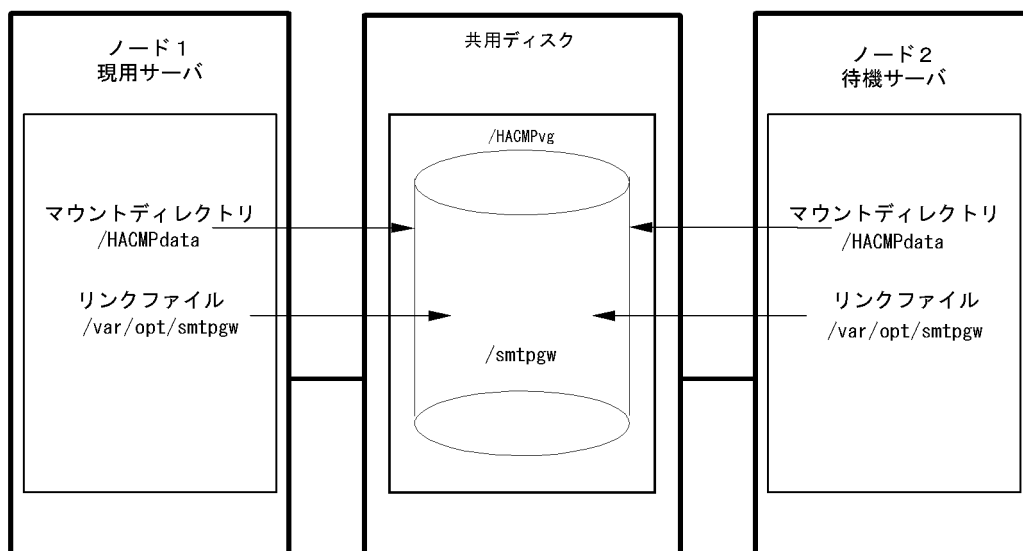 ノード１
現用サーバ
マウントディレクトリ
/HACMPdata
リンクファイル
/var/opt/smtpgw
共用ディスク
/HACMPvg
/smtpgw
ノード２
待機サーバ
マウントディレクトリ
/HACMPdata
リンクファイル
/var/opt/smtpgw